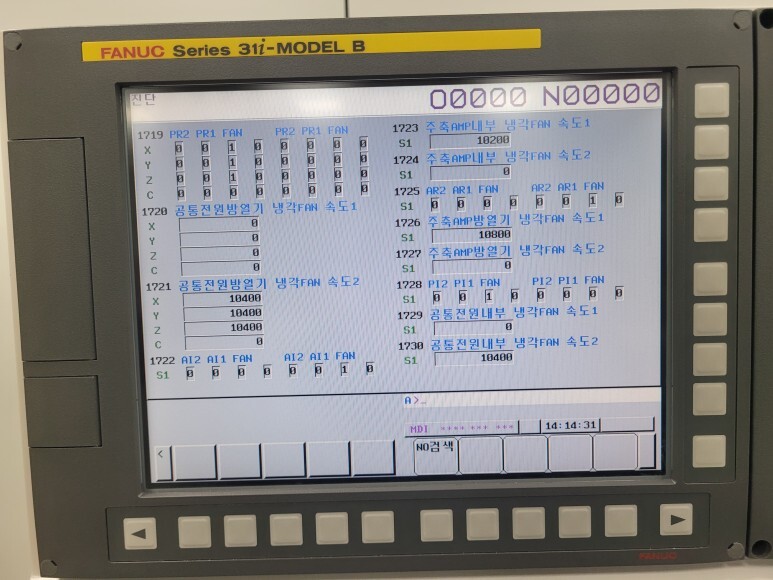 FANUC Series 31i-MODEL B
진단
O0000 N00000
1719 PR2 PR1 FAN PR2 PR1 FAN
X 0 0 1 0 0 0 0 0
Y 0 0 1 0 0 0 0 0
Z 0 0 1 0 0 0 0 0
C 0 0 0 0 0 0 0 0
1720 공통전원방열기 냉각FAN 속도1
X 0
Y 0
Z 0
C 0
1721 공통전원방열기 냉각FAN 속도2
X 10400
Y 10400
Z 10400
C 0
1722 AI2 AI1 FAN AI2 AI1 FAN
S1 0 0 0 0 0 0 1 0
1723 주축AMP내부 냉각FAN 속도1
S1 10200
1724 주축AMP내부 냉각FAN 속도2
S1 0
1725 AR2 AR1 FAN AR2 AR1 FAN
S1 0 0 0 0 0 0 1 0
1726 주축AMP방열기 냉각FAN 속도1
S1 10800
1727 주축AMP방열기 냉각FAN 속도2
S1 0
1728 PI2 PI1 FAN PI2 PI1 FAN
S1 0 0 1 0 0 0 0 0
1729 공통전원내부 냉각FAN 속도1
S1 0
1730 공통전원내부 냉각FAN 속도2
S1 10400
A>_
MDI **** *** *** 14:14:31
< NO검색
FANUC